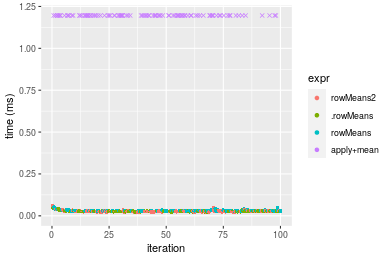 1.25
1.00
0.75
0.50
0.25
0.00
time (ms)
0 25 50 75 100
iteration
expr
rowMeans2
.rowMeans
rowMeans
apply+mean